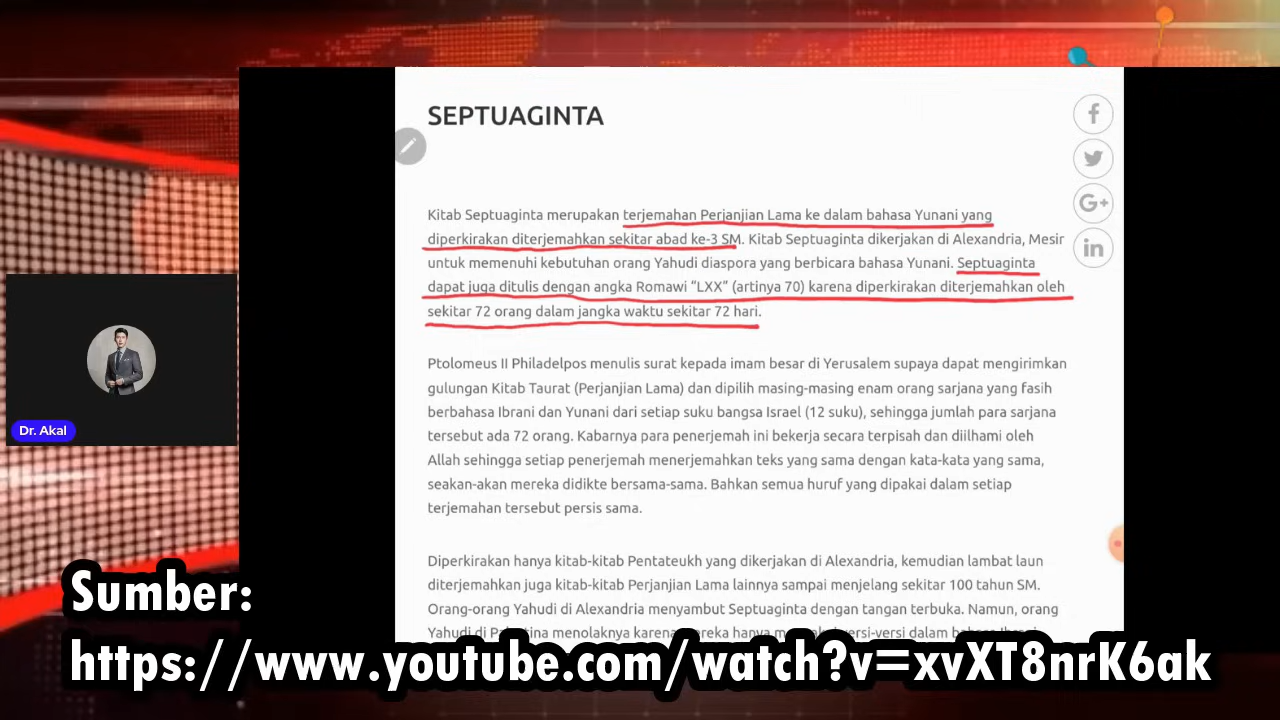 SEPTUAGINTA
Kitab Septuaginta merupakan terjemahan Perjanjian Lama ke dalam bahasa Yunani yang
diperkirakan diterjemahkan sekitar abad ke-3 SM. Kitab Septuaginta dikerjakan di Alexandria, Mesir
untuk memenuhi kebutuhan orang Yahudi diaspora yang berbicara bahasa Yunani. Septuaginta
dapat juga ditulis dengan angka Romawi “LXX” (artinya 70) karena diperkirakan diterjemahkan oleh
sekitar 72 orang dalam jangka waktu sekitar 72 hari.
Ptolomeus II Philadelpos menulis surat kepada imam besar di Yerusalem supaya dapat mengirimkan
gulungan Kitab Taurat (Perjanjian Lama) dan dipilih masing-masing enam orang sarjana yang fasih
berbahasa Ibrani dan Yunani dari setiap suku bangsa Israel (12 suku), sehingga jumlah para sarjana
tersebut ada 72 orang. Kabarnya para penerjemah ini bekerja secara terpisah dan diilhami oleh
Allah sehingga setiap penerjemah menerjemahkan teks yang sama dengan kata-kata yang sama,
seakan-akan mereka didikte bersama-sama. Bahkan semua huruf yang dipakai dalam setiap
terjemahan tersebut persis sama.
Diperkirakan hanya kitab-kitab Pentateukh yang dikerjakan di Alexandria, kemudian lambat laun
diterjemahkan juga kitab-kitab Perjanjian Lama lainnya sampai menjelang sekitar 100 tahun SM.
Orang-orang Yahudi di Alexandria menyambut Septuaginta dengan tangan terbuka. Namun, orang
Yahudi di menolaknya karena dalam
f
G+
in
Dr. Akal
Sumber:
https://www.youtube.com/watch?v=xvXT8nrK6ak